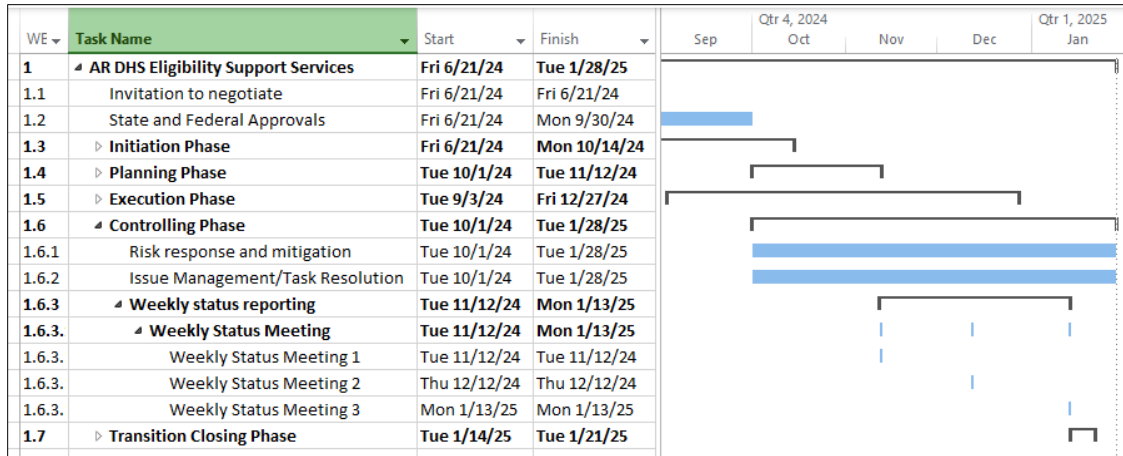 Qtr 4, 2024 Qtr 1, 2025
WE Task Name Start Finish Sep Oct Nov Dec Jan
1 AR DHS Eligibility Support Services Fri 6/21/24 Tue 1/28/25
1.1 Invitation to negotiate Fri 6/21/24 Fri 6/21/24
1.2 State and Federal Approvals Fri 6/21/24 Mon 9/30/24
1.3 Initiation Phase Fri 6/21/24 Mon 10/14/24
1.4 Planning Phase Tue 10/1/24 Tue 11/12/24
1.5 Execution Phase Tue 9/3/24 Fri 12/27/24
1.6 Controlling Phase Tue 10/1/24 Tue 1/28/25
1.6.1 Risk response and mitigation Tue 10/1/24 Tue 1/28/25
1.6.2 Issue Management/Task Resolution Tue 10/1/24 Tue 1/28/25
1.6.3 Weekly status reporting Tue 11/12/24 Mon 1/13/25
1.6.3. Weekly Status Meeting Tue 11/12/24 Mon 1/13/25
1.6.3. Weekly Status Meeting 1 Tue 11/12/24 Tue 11/12/24
1.6.3. Weekly Status Meeting 2 Thu 12/12/24 Thu 12/12/24
1.6.3. Weekly Status Meeting 3 Mon 1/13/25 Mon 1/13/25
1.7 Transition Closing Phase Tue 1/14/25 Tue 1/21/25